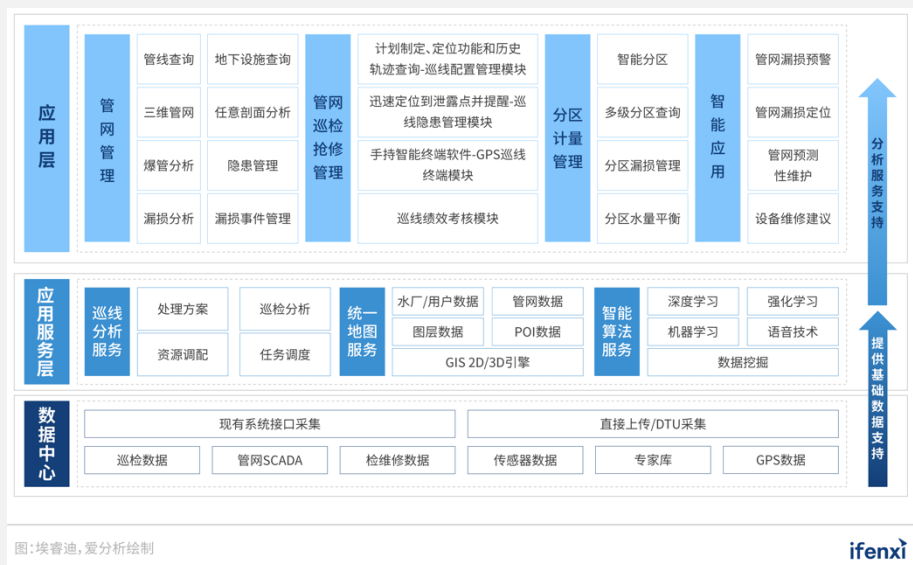 应用层
管网管理
管线查询
地下设施查询
三维管网
任意剖面分析
爆管分析
隐患管理
漏损分析
漏损事件管理
管网
巡检
抢修
管理
计划制定、定位功能和历史
轨迹查询-巡线配置管理模块
迅速定位到泄露点并提醒-巡
线隐患管理模块
手持智能终端软件-GPS巡线
终端模块
巡线绩效考核模块
分区
计量
管理
智能分区
多级分区查询
分区漏损管理
分区水量平衡
智能应用
管网漏损预警
管网漏损定位
管网预测
性维护
设备维修建议
分析服务支持
应用服务层
巡线
分析
服务
处理方案
巡检分析
资源调配
任务调度
统一
地图
服务
水厂/用户数据
管网数据
图层数据
POI数据
GIS 2D/3D引擎
智能
算法
服务
深度学习
强化学习
机器学习
语音技术
数据挖掘
提供基础数据支持
数据中心
现有系统接口采集
直接上传/DTU采集
巡检数据
管网SCADA
检维修数据
传感器数据
专家库
GPS数据
图:埃睿迪,爱分析绘制
ifenxi